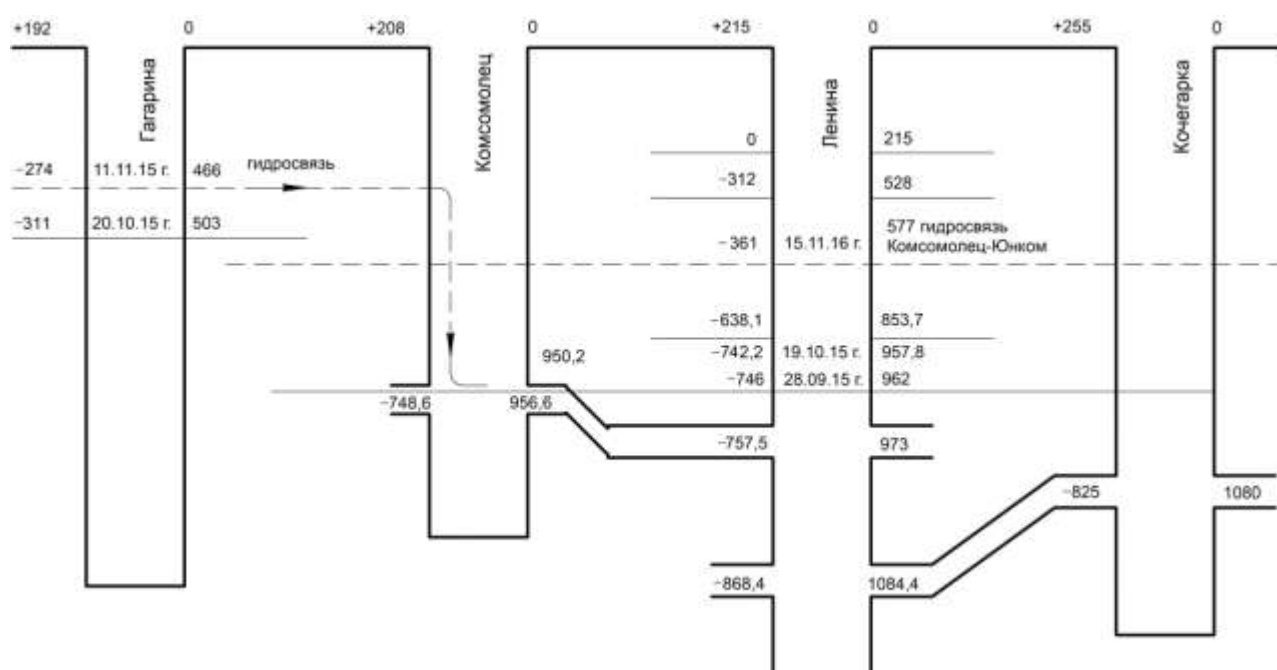 +192 0 +208 0 +215 0 +255 0
Гагарина
Комсомолец
Ленина
Кочегарка
0 215
−274 11.11.15 г. 466 гидросвязь
−312 528
−311 20.10.15 г. 503
577 гидросвязь
−361 15.11.16 г. Комсомолец-Юнком
−638,1 853,7
950,2 −742,2 19.10.15 г. 957,8
−746 28.09.15 г. 962
−748,6 956,6
−757,5 973
−825 1080
−868,4 1084,4